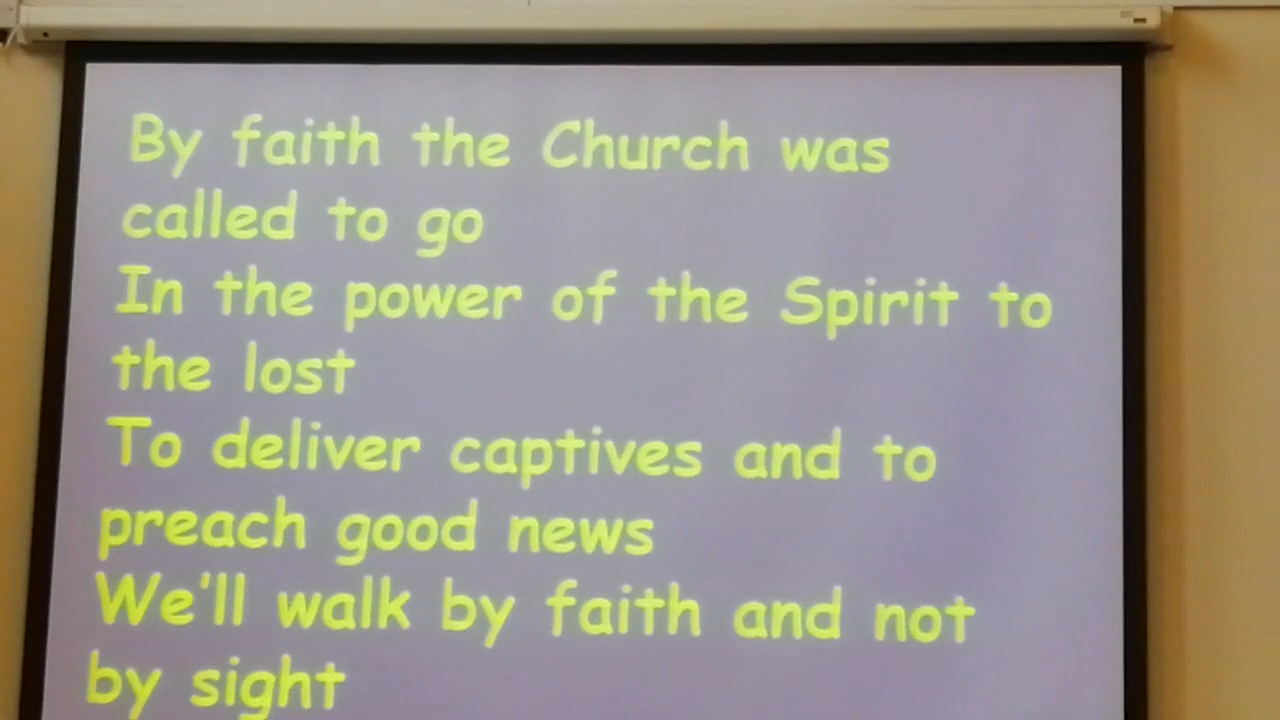 By faith the Church was
called to go
In the power of the Spirit to
the lost
To deliver captives and to
preach good news
We'll walk by faith and not
by sight